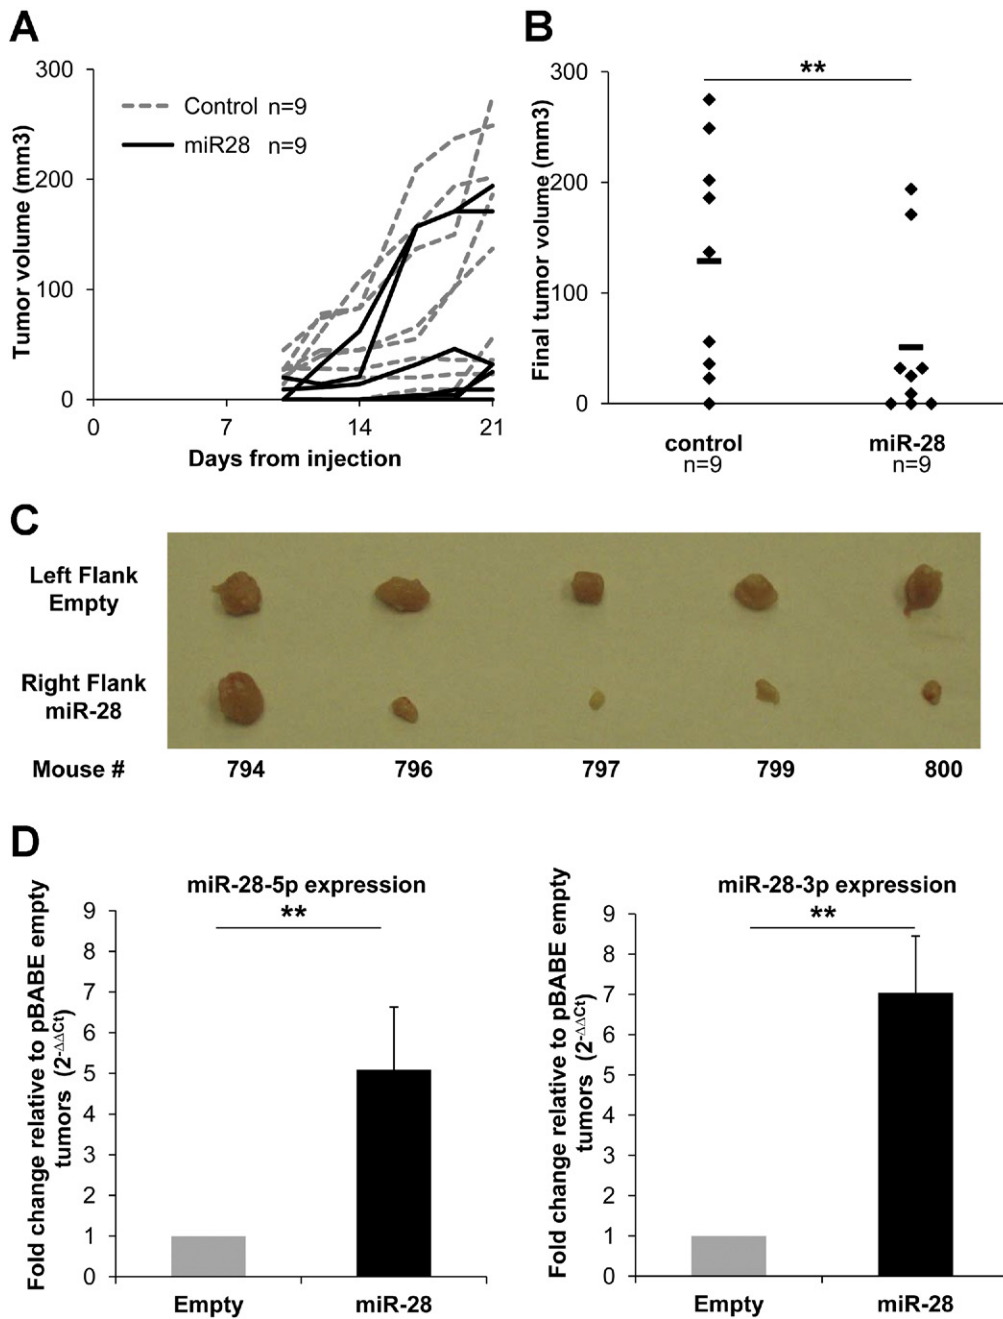 A
300
200
100
0
0
7
14
21
Tumor volume (mm3)
Control n=9
miR28 n=9
Days from injection
B
300
200
100
0
Final tumor volume (mm3)
**
control
n=9
miR-28
n=9
C
Left Flank
Empty
Right Flank
miR-28
Mouse #
794
796
797
799
800
D
miR-28-5p expression
**
Fold change relative to pBABE empty
tumors (2-ΔΔCt)
9
8
7
6
5
4
3
2
1
0
Empty
miR-28
miR-28-3p expression
**
Fold change relative to pBABE empty
tumors (2-ΔΔCt)
9
8
7
6
5
4
3
2
1
0
Empty
miR-28